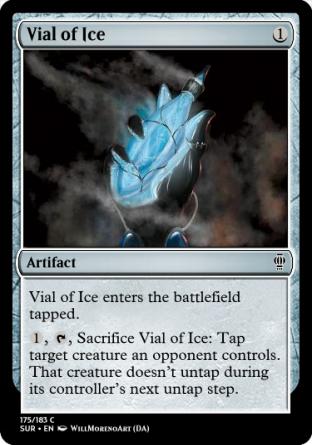 Vial of Ice 1
Artifact
Vial of Ice enters the battlefield
tapped.
1 , , Sacrifice Vial of Ice: Tap
target creature an opponent controls.
That creature doesn't untap during
its controller's next untap step.
175/183 C
SUR • EN WillMorenoArt (DA)